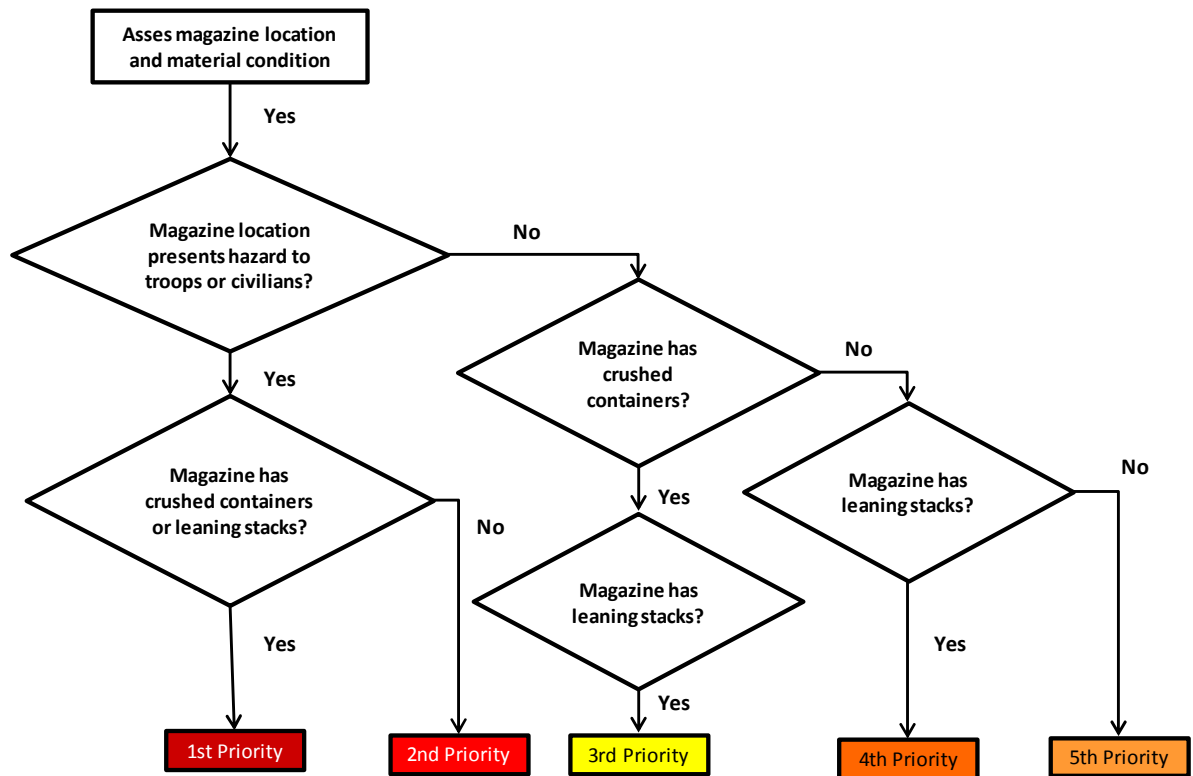 Asses magazine location
and material condition
Yes
Magazine location
presents hazard to
troops or civilians?
No
Yes
Magazine has
crushed
containers?
No
Magazine has
crushed containers
or leaning stacks?
No
Yes
Magazine has
leaning stacks?
No
Yes
Magazine has
leaning stacks?
Yes
Yes
Yes
1st Priority
2nd Priority
3rd Priority
4th Priority
5th Priority